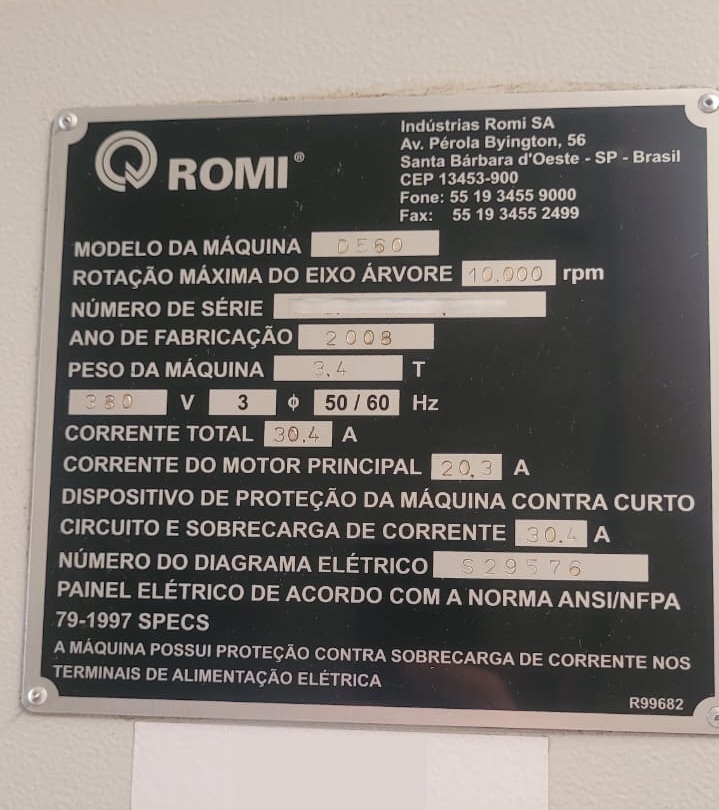 ROMI®
Indústrias Romi SA
Av. Pérola Byington, 56
Santa Bárbara d'Oeste - SP - Brasil
CEP 13453-900
Fone: 55 19 3455 9000
Fax: 55 19 3455 2499
MODELO DA MÁQUINA D560
ROTAÇÃO MÁXIMA DO EIXO ÁRVORE 10.000 rpm
NÚMERO DE SÉRIE
ANO DE FABRICAÇÃO 2008
PESO DA MÁQUINA 3,4 T
380 V 3 ϕ 50 / 60 Hz
CORRENTE TOTAL 30,4 A
CORRENTE DO MOTOR PRINCIPAL 20,3 A
DISPOSITIVO DE PROTEÇÃO DA MÁQUINA CONTRA CURTO
CIRCUITO E SOBRECARGA DE CORRENTE 30,4 A
NÚMERO DO DIAGRAMA ELÉTRICO S29576
PAINEL ELÉTRICO DE ACORDO COM A NORMA ANSI/NFPA
79-1997 SPECS
A MÁQUINA POSSUI PROTEÇÃO CONTRA SOBRECARGA DE CORRENTE NOS
TERMINAIS DE ALIMENTAÇÃO ELÉTRICA
R99682